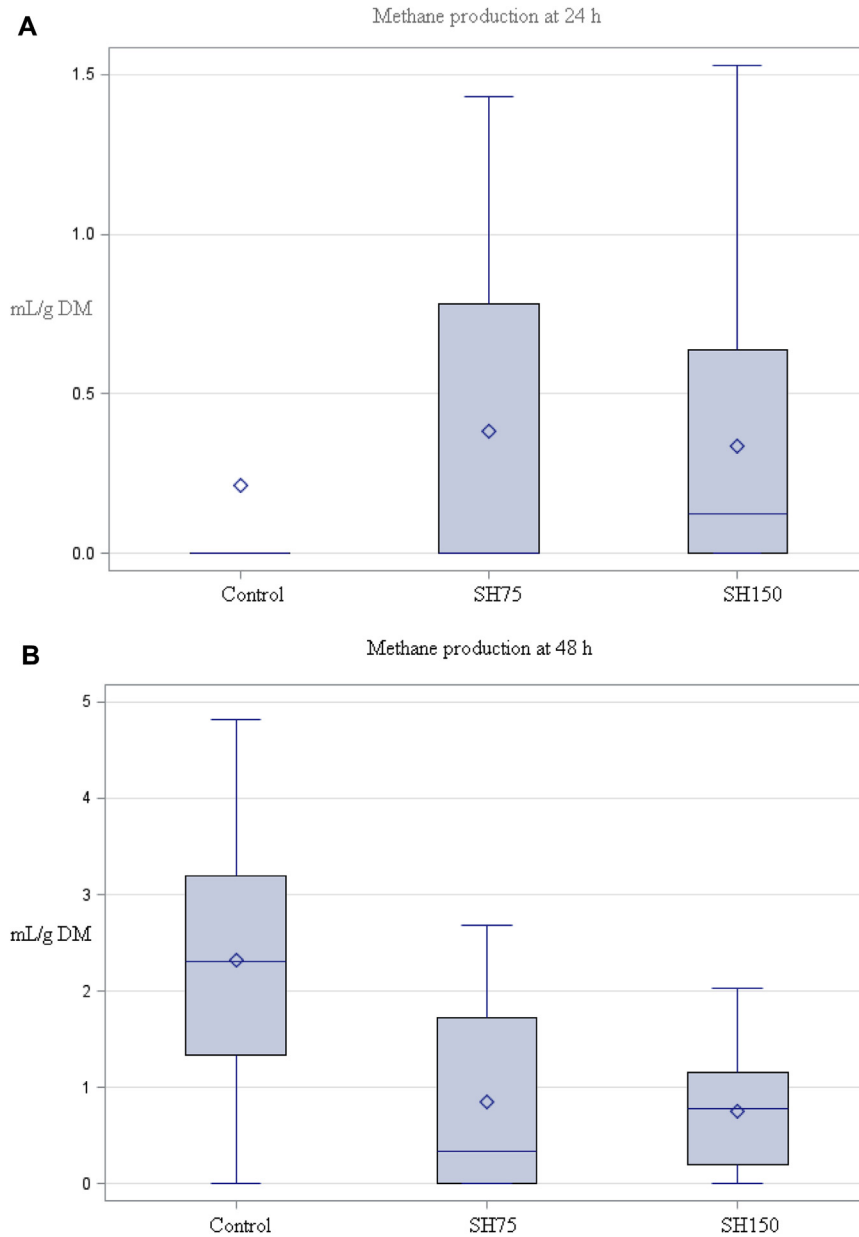 A
Methane production at 24 h
1.5
1.0
mL/g DM
0.5
0.0
Control SH75 SH150
B
Methane production at 48 h
5
4
3
mL/g DM
2
1
0
Control SH75 SH150